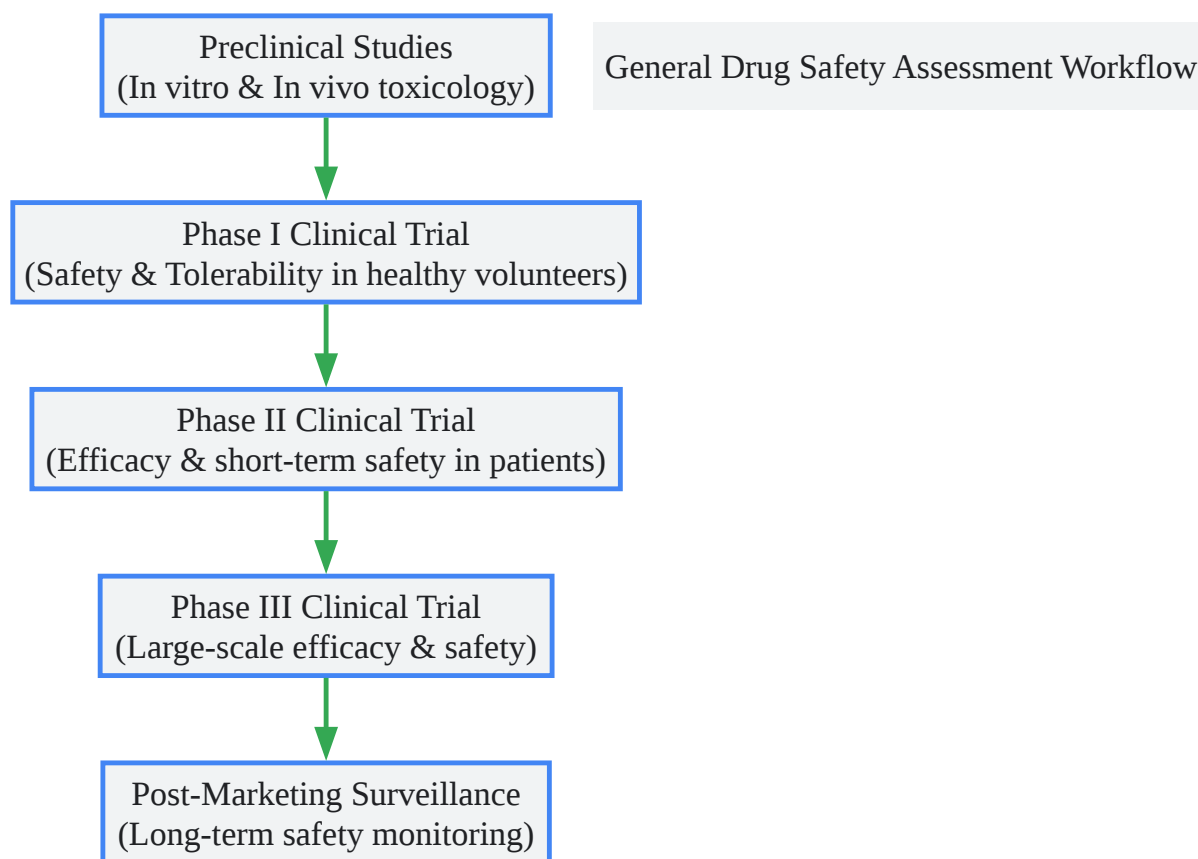 Preclinical Studies
(In vitro & In vivo toxicology)
General Drug Safety Assessment Workflow
Phase I Clinical Trial
(Safety & Tolerability in healthy volunteers)
Phase II Clinical Trial
(Efficacy & short-term safety in patients)
Phase III Clinical Trial
(Large-scale efficacy & safety)
Post-Marketing Surveillance
(Long-term safety monitoring)